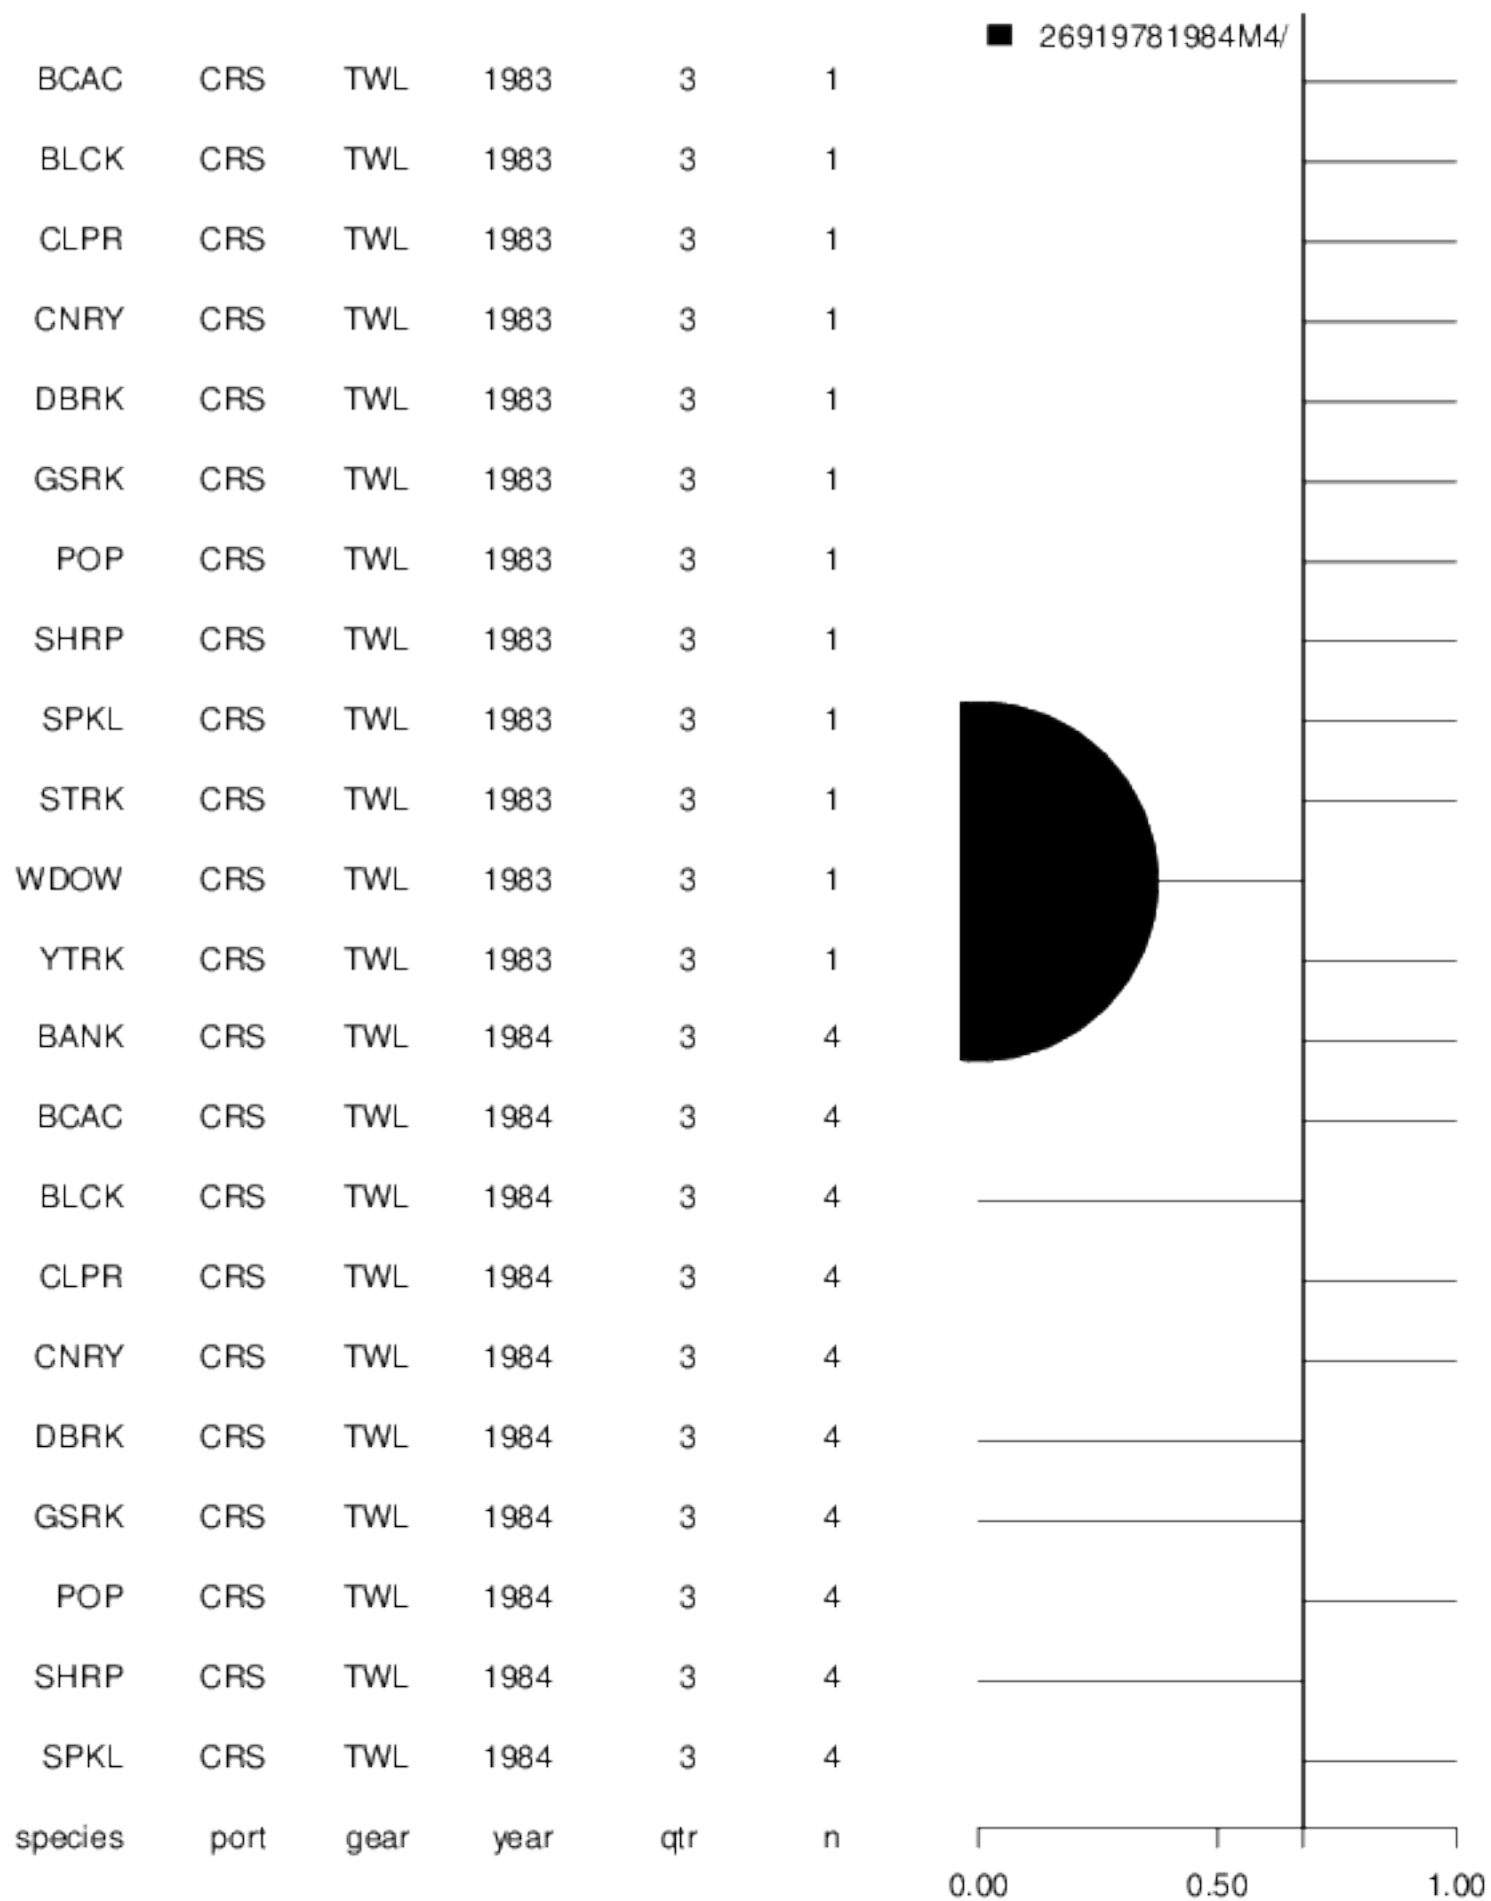 26919781984M4/
BCAC CRS TWL 1983 3 1
BLCK CRS TWL 1983 3 1
CLPR CRS TWL 1983 3 1
CNRY CRS TWL 1983 3 1
DBRK CRS TWL 1983 3 1
GSRK CRS TWL 1983 3 1
POP CRS TWL 1983 3 1
SHRP CRS TWL 1983 3 1
SPKL CRS TWL 1983 3 1
STRK CRS TWL 1983 3 1
WDOW CRS TWL 1983 3 1
YTRK CRS TWL 1983 3 1
BANK CRS TWL 1984 3 4
BCAC CRS TWL 1984 3 4
BLCK CRS TWL 1984 3 4
CLPR CRS TWL 1984 3 4
CNRY CRS TWL 1984 3 4
DBRK CRS TWL 1984 3 4
GSRK CRS TWL 1984 3 4
POP CRS TWL 1984 3 4
SHRP CRS TWL 1984 3 4
SPKL CRS TWL 1984 3 4
species port gear year qtr n
0.00 0.50 1.00